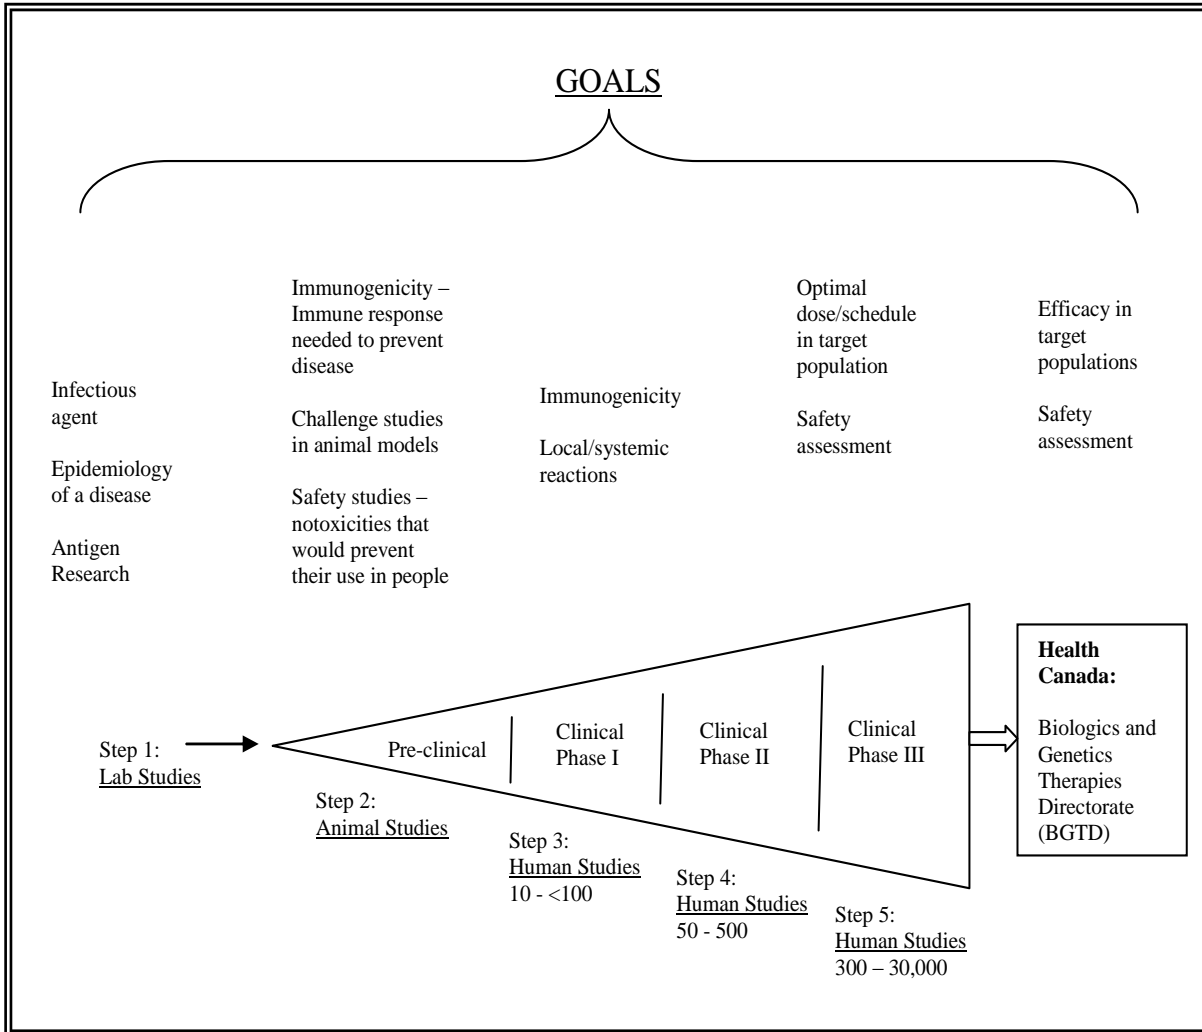 GOALS
Infectious
agent
Epidemiology
of a disease
Antigen
Research
Immunogenicity –
Immune response
needed to prevent
disease
Challenge studies
in animal models
Safety studies –
notoxicities that
would prevent
their use in people
Immunogenicity
Local/systemic
reactions
Optimal
dose/schedule
in target
population
Safety
assessment
Efficacy in
target
populations
Safety
assessment
Step 1:
Lab Studies
Pre-clinical
Step 2:
Animal Studies
Clinical
Phase I
Step 3:
Human Studies
10 - <100
Clinical
Phase II
Step 4:
Human Studies
50 - 500
Clinical
Phase III
Step 5:
Human Studies
300 – 30,000
Health
Canada:
Biologics and
Genetics
Therapies
Directorate
(BGTD)